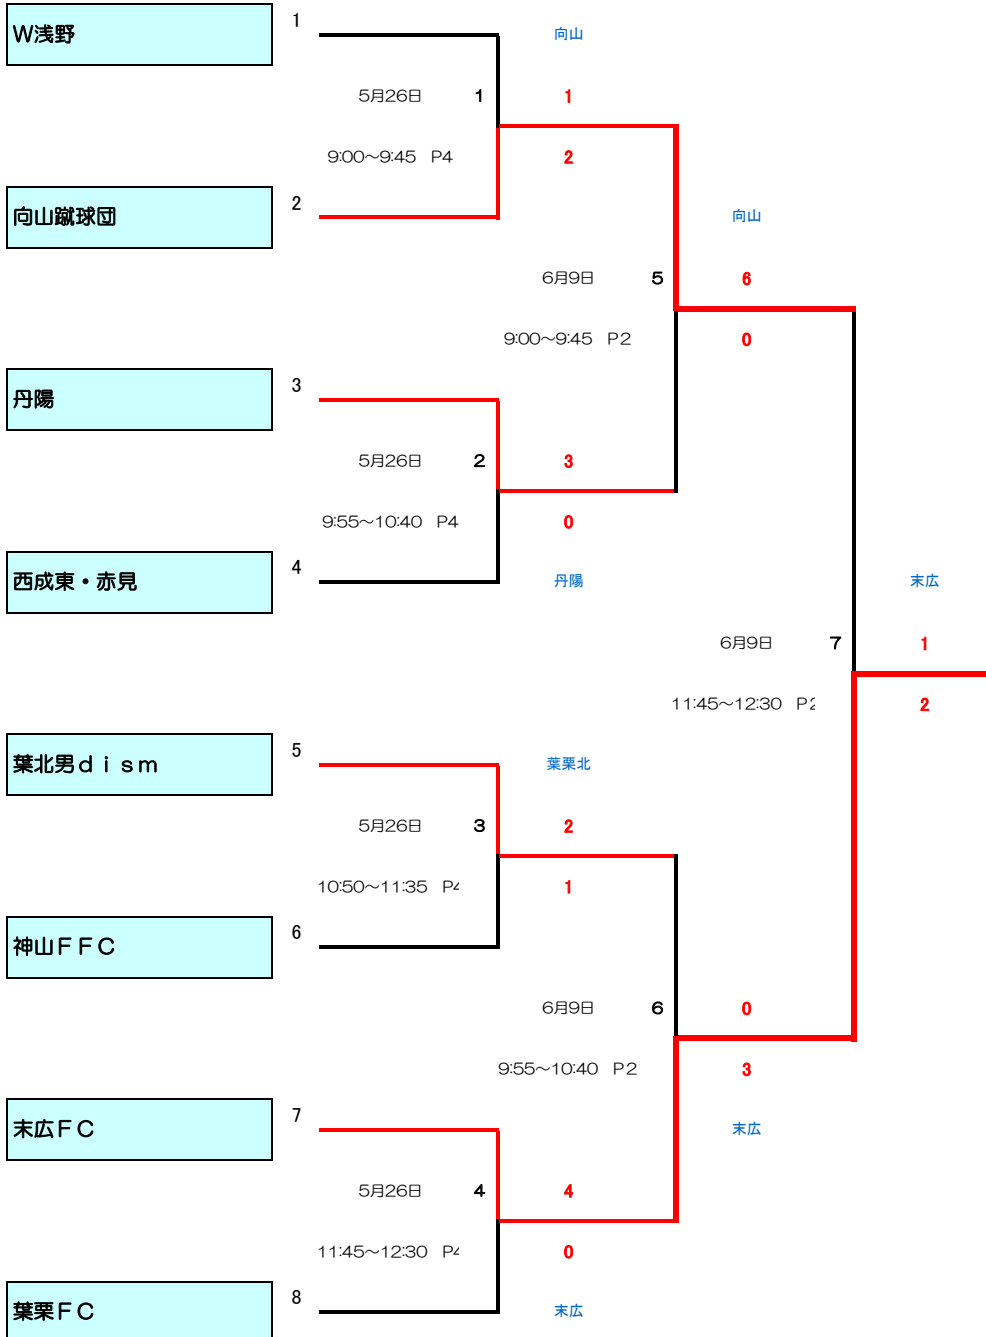 W浅野
1
向山
5月26日
1
1
9:00～9:45 P4
2
向山蹴球団
2
向山
6月9日
5
6
9:00～9:45 P2
0
丹陽
3
5月26日
2
3
9:55～10:40 P4
0
西成東・赤見
4
丹陽
末広
6月9日
7
1
11:45～12:30 P2
2
葉北男ｄｉｓｍ
5
葉栗北
5月26日
3
2
10:50～11:35 P4
1
神山ＦＦＣ
6
6月9日
6
0
9:55～10:40 P2
3
末広ＦＣ
7
末広
5月26日
4
4
11:45～12:30 P4
0
葉栗ＦＣ
8
末広